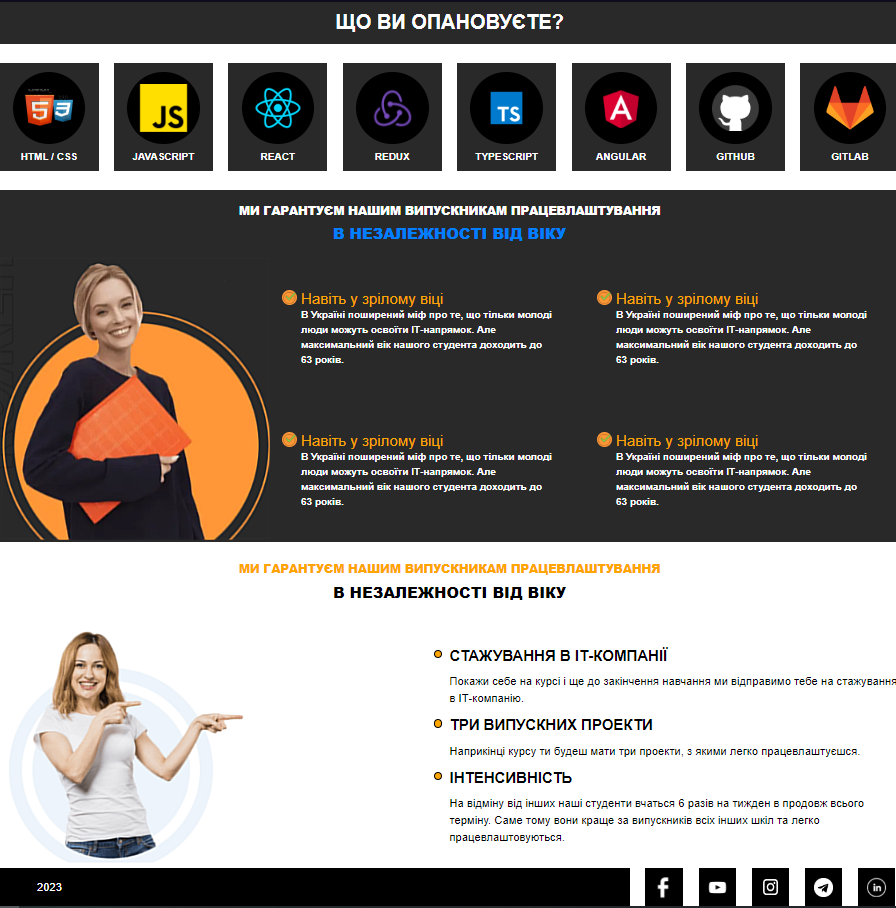 ЩО ВИ ОПАНОВУЄТЕ?
5 3
JS
TS
A
HTML / CSS
JAVASCRIPT
REACT
REDUX
TYPESCRIPT
ANGULAR
GITHUB
GITLAB
МИ ГАРАНТУЄМ НАШИМ ВИПУСКНИКАМ ПРАЦЕВЛАШТУВАННЯ
В НЕЗАЛЕЖНОСТІ ВІД ВІКУ
Навіть у зрілому віці
В Україні поширений міф про те, що тільки молоді
люди можуть освоїти IT-напрямок. Але
максимальний вік нашого студента доходить до
63 років.
Навіть у зрілому віці
В Україні поширений міф про те, що тільки молоді
люди можуть освоїти IT-напрямок. Але
максимальний вік нашого студента доходить до
63 років.
Навіть у зрілому віці
В Україні поширений міф про те, що тільки молоді
люди можуть освоїти IT-напрямок. Але
максимальний вік нашого студента доходить до
63 років.
Навіть у зрілому віці
В Україні поширений міф про те, що тільки молоді
люди можуть освоїти IT-напрямок. Але
максимальний вік нашого студента доходить до
63 років.
МИ ГАРАНТУЄМ НАШИМ ВИПУСКНИКАМ ПРАЦЕВЛАШТУВАННЯ
В НЕЗАЛЕЖНОСТІ ВІД ВІКУ
СТАЖУВАННЯ В IT-КОМПАНІЇ
Покажи себе на курсі і ще до закінчення навчання ми відправимо тебе на стажування
в IT-компанію.
ТРИ ВИПУСКНИХ ПРОЕКТИ
Наприкінці курсу ти будеш мати три проекти, з якими легко працевлаштуєшся.
ІНТЕНСИВНІСТЬ
На відміну від інших наші студенти вчаться 6 разів на тиждень в продовж всього
терміну. Саме тому вони краще за випускників всіх інших шкіл та легко
працевлаштовуються.
2023
f
in